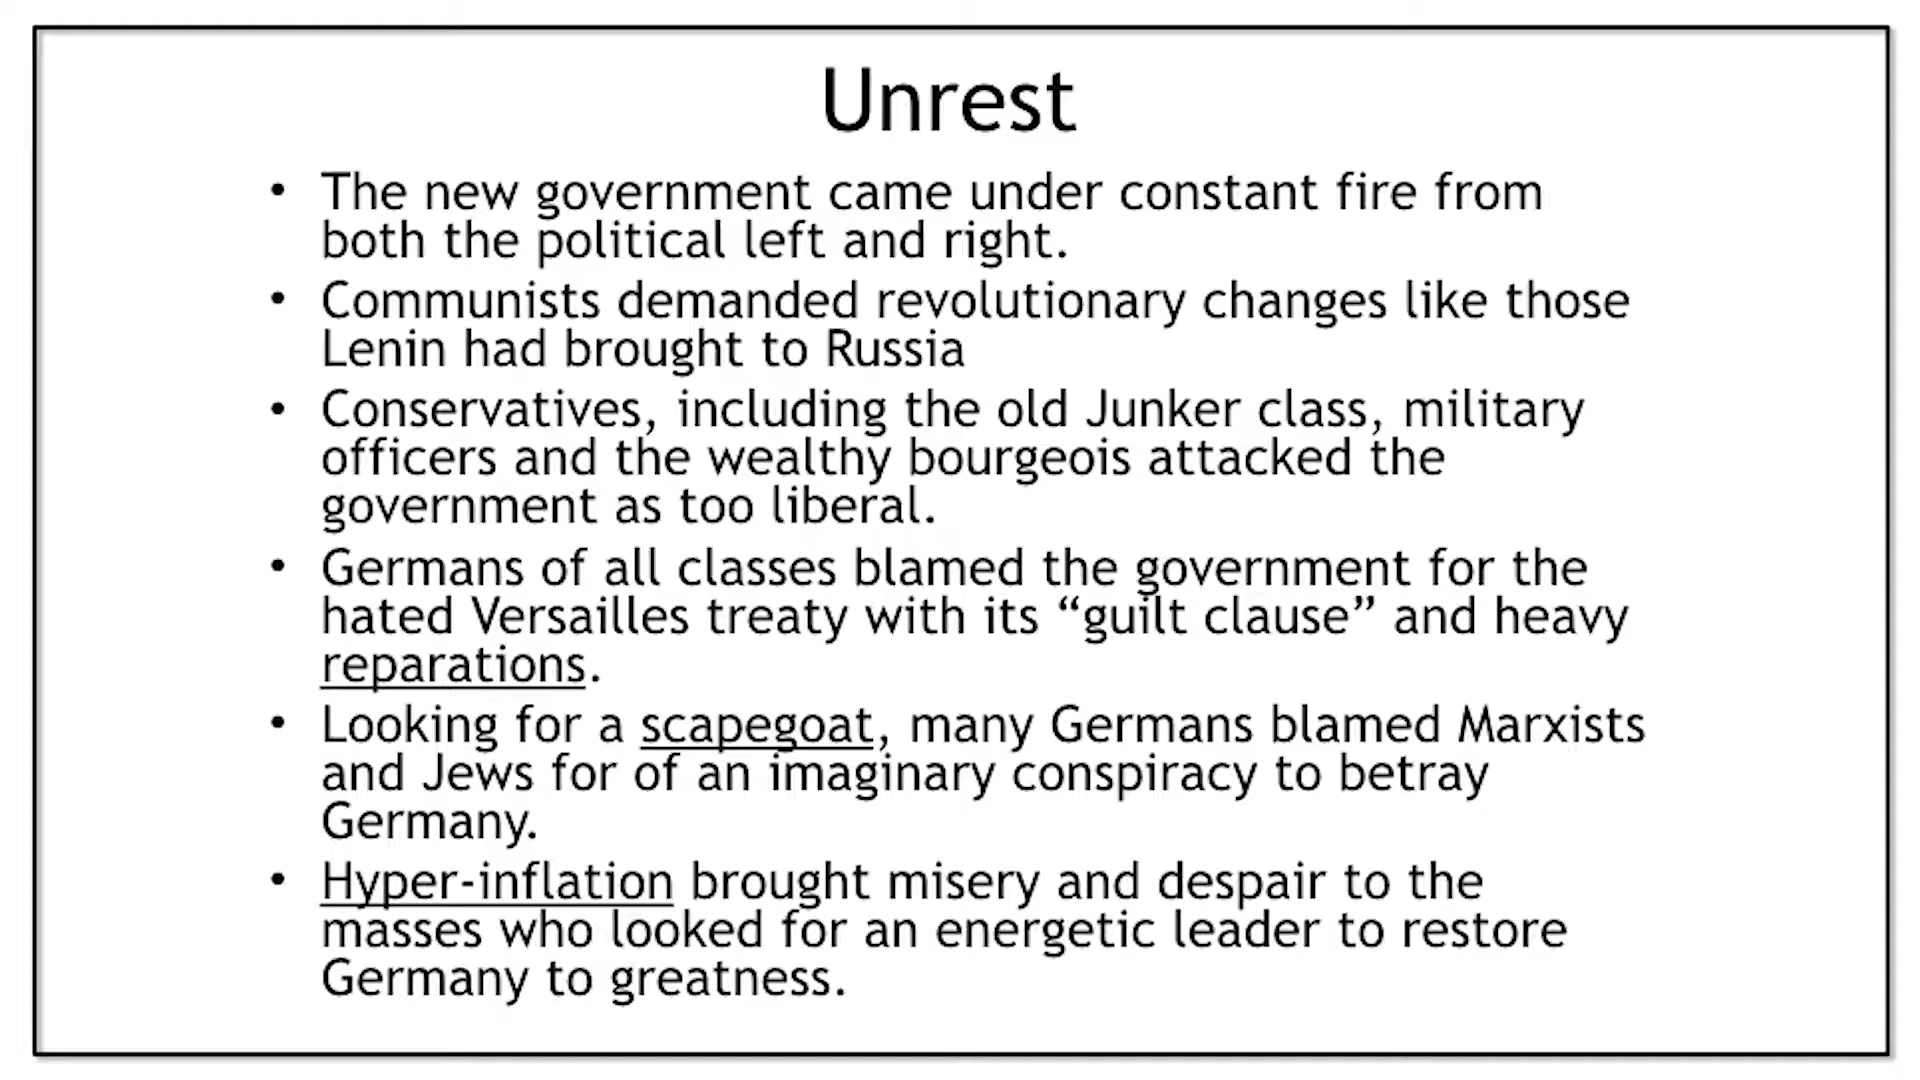 Unrest
• The new government came under constant fire from
both the political left and right.
• Communists demanded revolutionary changes like those
Lenin had brought to Russia
• Conservatives, including the old Junker class, military
officers and the wealthy bourgeois attacked the
government as too liberal.
• Germans of all classes blamed the government for the
hated Versailles treaty with its “guilt clause” and heavy
reparations.
• Looking for a scapegoat, many Germans blamed Marxists
and Jews for of an imaginary conspiracy to betray
Germany.
• Hyper-inflation brought misery and despair to the
masses who looked for an energetic leader to restore
Germany to greatness.